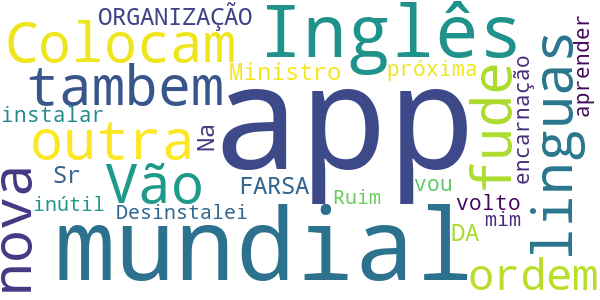 ORGANIZAÇÃO
Inglês
Colocam
Ministro
próxima
tambem
app
fude
linguas
aprender
encarnação
instalar
outra
Na
nova
Sr
Vão
FARSA
vou
inútil
Desinstalei
Ruim
volto
mim
mundial
DA
ordem